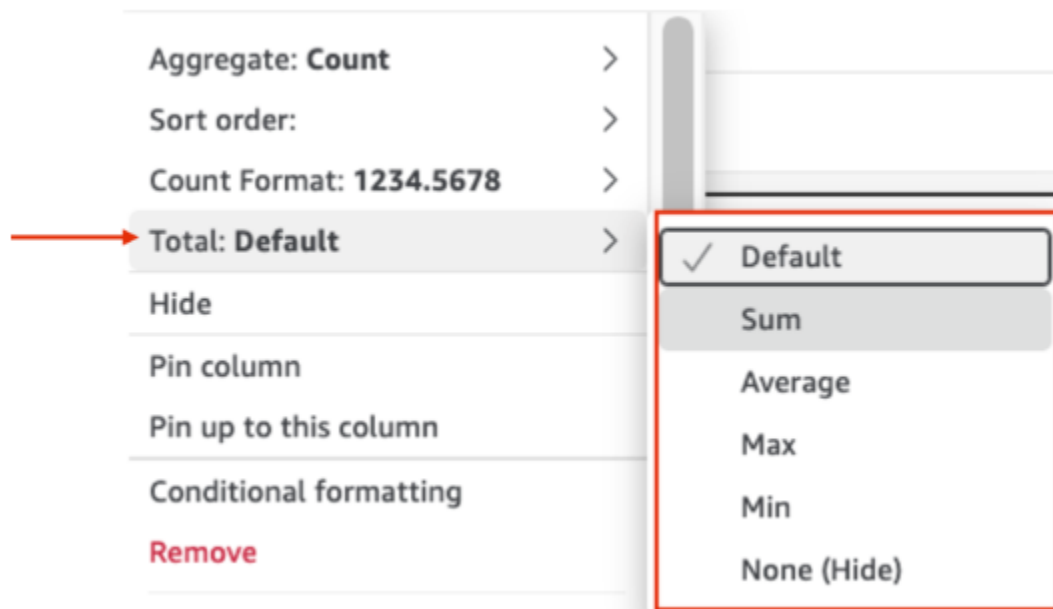 Aggregate: Count
Sort order:
Count Format: 1234.5678
Total: Default
Hide
Pin column
Pin up to this column
Conditional formatting
Remove
Default
Sum
Average
Max
Min
None (Hide)